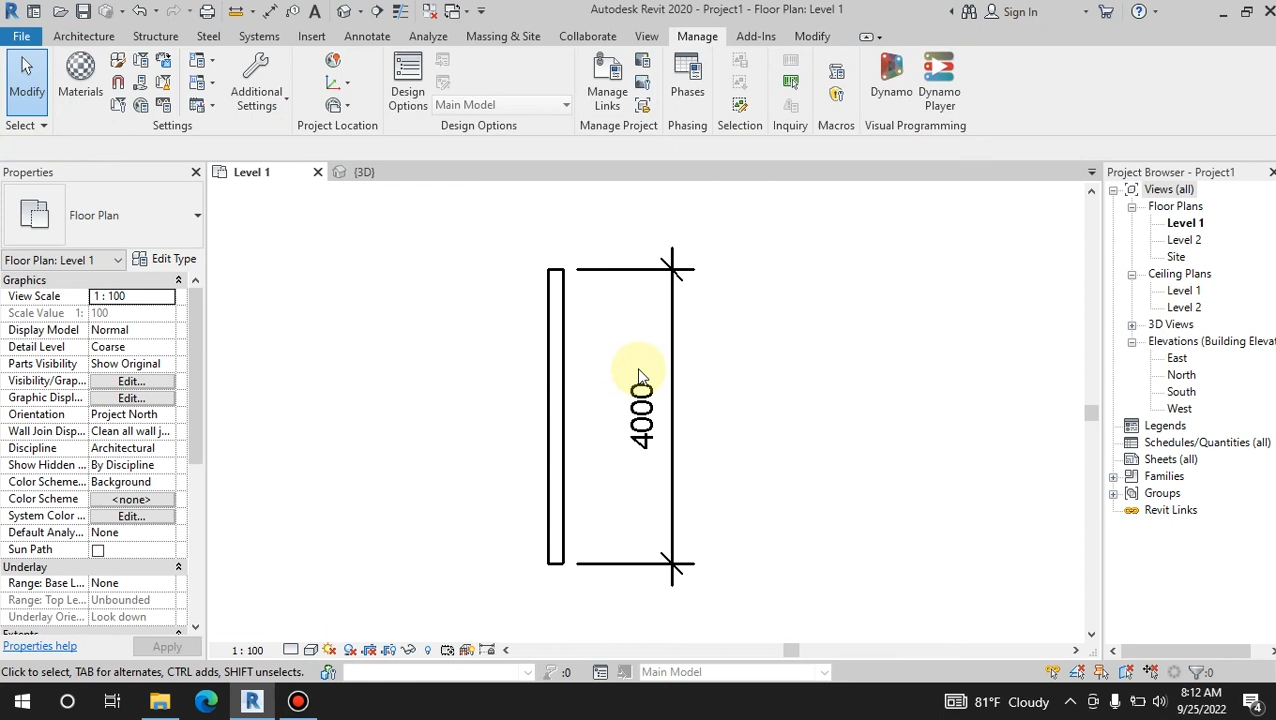 Autodesk Revit 2020 - Project1 - Floor Plan: Level 1
Sign In
File Architecture Structure Steel Systems Insert Annotate Analyze Massing & Site Collaborate View Manage Add-Ins Modify
Modify
Materials
Additional
Settings
Design
Options
Main Model
Manage
Links
Phases
Dynamo
Dynamo
Player
Select
Settings
Project Location
Design Options
Manage Project
Phasing
Selection
Inquiry
Macros
Visual Programming
Properties
Floor Plan
Floor Plan: Level 1
Edit Type
Graphics
View Scale 1 : 100
Scale Value 1: 100
Display Model Normal
Detail Level Coarse
Parts Visibility Show Original
Visibility/Grap... Edit...
Graphic Displ... Edit...
Orientation Project North
Wall Join Disp... Clean all wall j...
Discipline Architectural
Show Hidden ... By Discipline
Color Scheme... Background
Color Scheme <none>
System Color ... Edit...
Default Analy... None
Sun Path
Underlay
Range: Base L... None
Range: Top Le... Unbounded
Underlay Orie... Look down
Extents
Properties help
Apply
Level 1
{3D}
4000
Project Browser - Project1
Views (all)
Floor Plans
Level 1
Level 2
Site
Ceiling Plans
Level 1
Level 2
3D Views
Elevations (Building Eleva
East
North
South
West
Legends
Schedules/Quantities (all)
Sheets (all)
Families
Groups
Revit Links
1 : 100
Click to select, TAB for alternates, CTRL adds, SHIFT unselects.
:0
Main Model
:0
81°F Cloudy
8:12 AM
9/25/2022
4